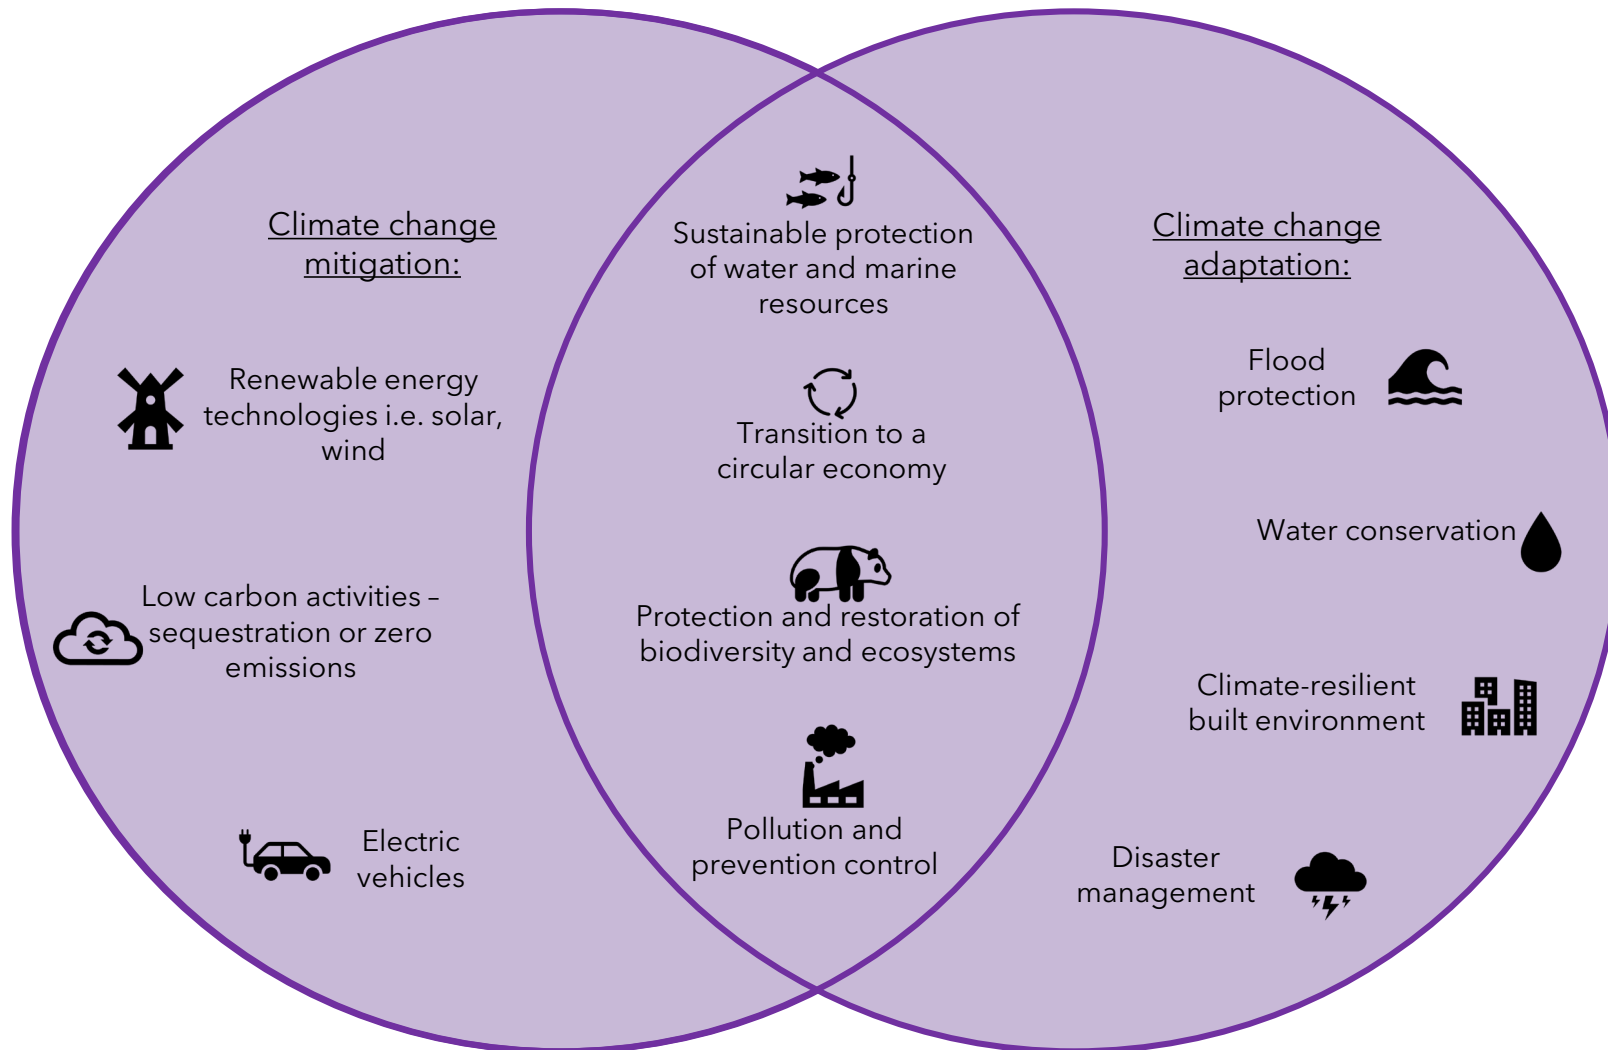 Climate change
mitigation:
Renewable energy
technologies i.e. solar,
wind
Low carbon activities –
sequestration or zero
emissions
Electric
vehicles
Sustainable protection
of water and marine
resources
Transition to a
circular economy
Protection and restoration of
biodiversity and ecosystems
Pollution and
prevention control
Climate change
adaptation:
Flood
protection
Water conservation
Climate-resilient
built environment
Disaster
management